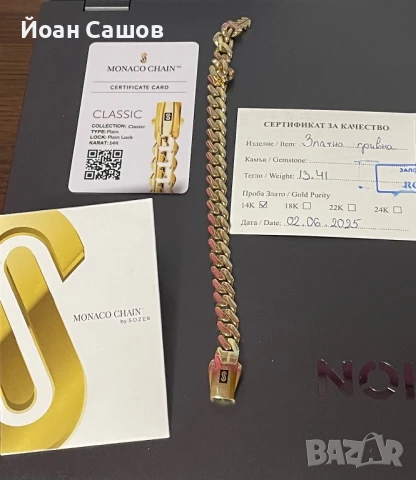 Йоан Сашов
MONACO CHAIN™
CERTIFICATE CARD
CLASSIC
COLLECTION: Classic
TYPE: Plain
LOCK: Plain Lock
KARAT: 14K
СЕРТИФИКАТ ЗА КАЧЕСТВО
Изделие / Item: Златна гривна
Камък / Gemstone:
Тегло / Weight: 13.41
Проба Злато / Gold Purity
14K ☑ 18K ☐ 22K ☐ 24K ☐
Дата / Date: 02.06.2025
MONACO CHAIN™
by SOZER
bazar